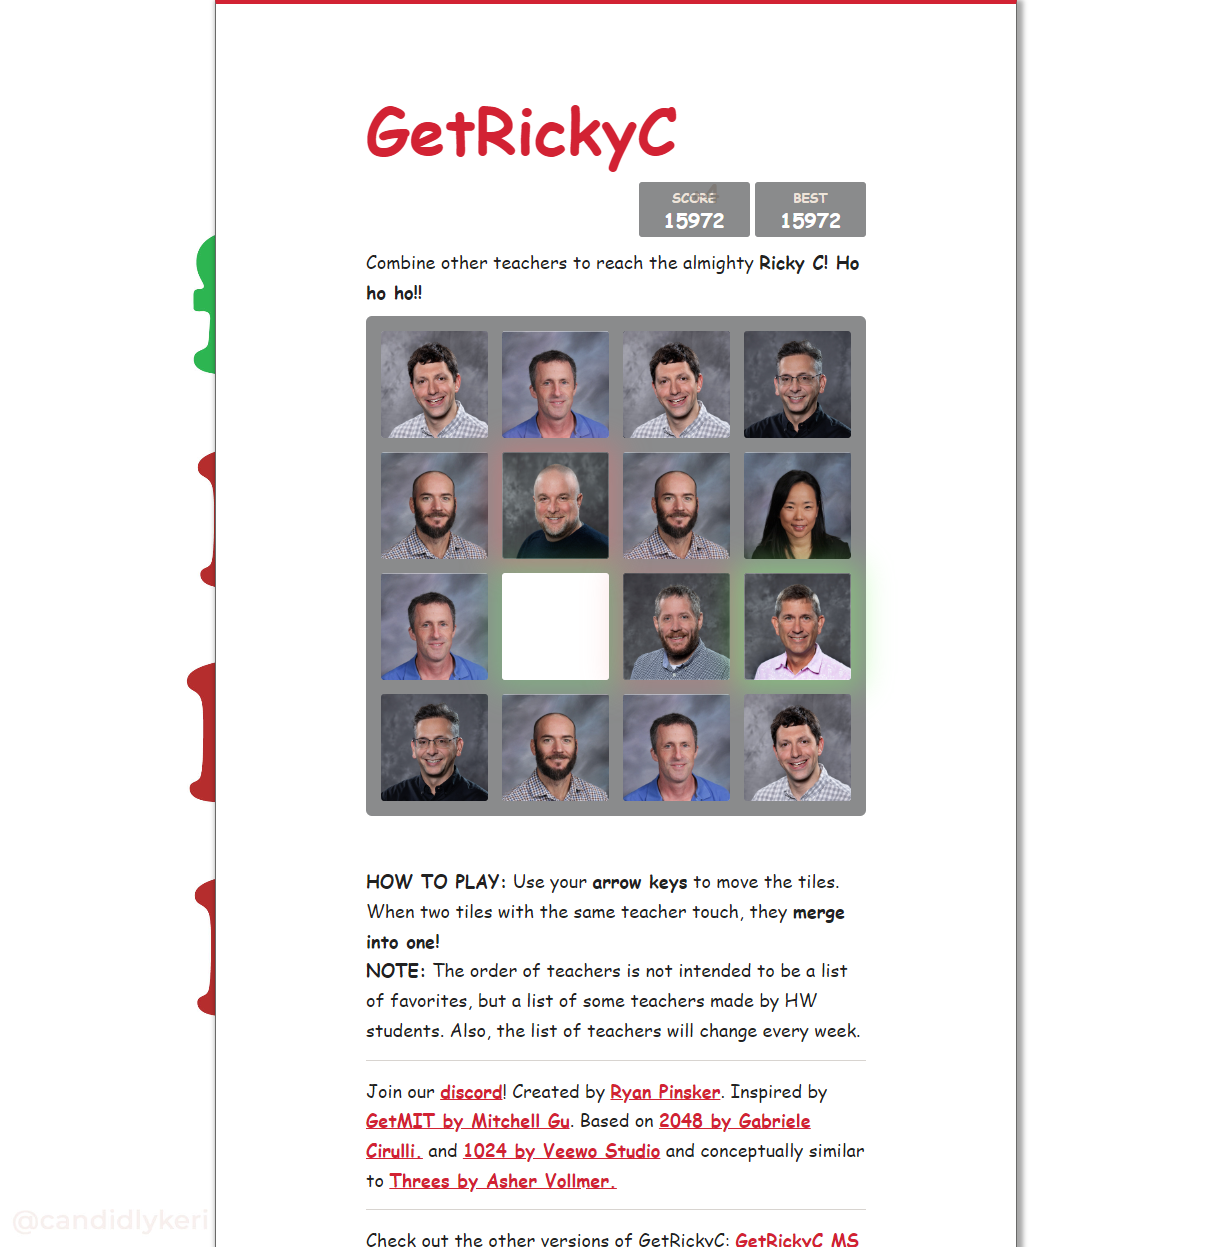 GetRickyC
SCORE
15972
BEST
15972
Combine other teachers to reach the almighty Ricky C! Ho
ho ho!!
HOW TO PLAY: Use your arrow keys to move the tiles.
When two tiles with the same teacher touch, they merge
into one!
NOTE: The order of teachers is not intended to be a list
of favorites, but a list of some teachers made by HW
students. Also, the list of teachers will change every week.
Join our discord! Created by Ryan Pinsker. Inspired by
GetMIT by Mitchell Gu. Based on 2048 by Gabriele
Cirulli. and 1024 by Veewo Studio and conceptually similar
to Threes by Asher Vollmer.
Check out the other versions of GetRickyC: GetRickyC MS
@candidlykeri